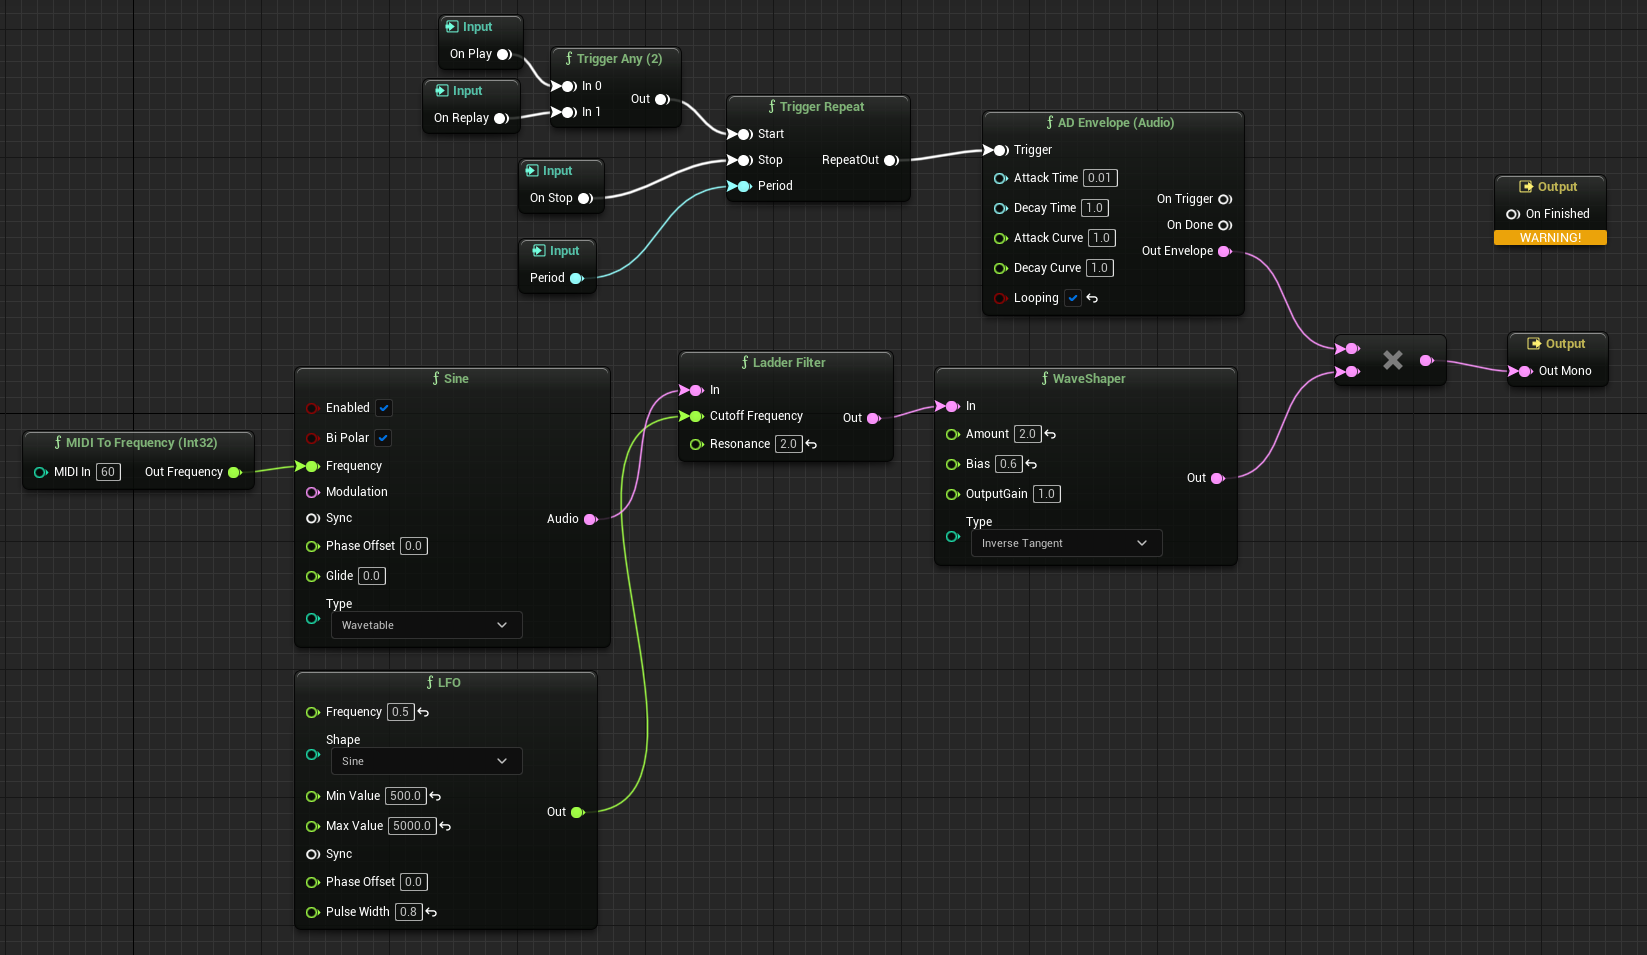 Input
On Play
Input
On Replay
ƒ Trigger Any (2)
In 0
In 1
Out
Input
On Stop
Input
Period
ƒ Trigger Repeat
Start
Stop
Period
RepeatOut
ƒ AD Envelope (Audio)
Trigger
Attack Time 0.01
Decay Time 1.0
Attack Curve 1.0
Decay Curve 1.0
Looping
On Trigger
On Done
Out Envelope
Output
On Finished
WARNING!
Output
Out Mono
ƒ MIDI To Frequency (Int32)
MIDI In 60
Out Frequency
ƒ Sine
Enabled
Bi Polar
Frequency
Modulation
Sync
Phase Offset 0.0
Glide 0.0
Type
Wavetable
Audio
ƒ Ladder Filter
In
Cutoff Frequency
Resonance 2.0
Out
ƒ WaveShaper
In
Amount 2.0
Bias 0.6
OutputGain 1.0
Type
Inverse Tangent
Out
ƒ LFO
Frequency 0.5
Shape
Sine
Min Value 500.0
Max Value 5000.0
Sync
Phase Offset 0.0
Pulse Width 0.8
Out